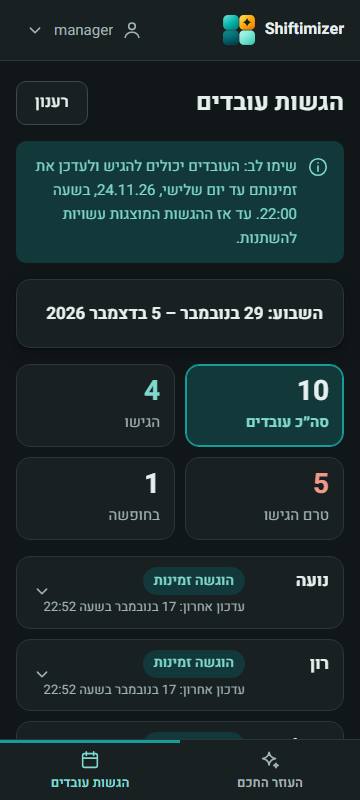 Shiftimizer
manager
הגשות עובדים
רענון
שימו לב: העובדים יכולים להגיש ולעדכן את
זמינותם עד יום שלישי, 24.11.26, בשעה
22:00. עד אז ההגשות המוצגות עשויות
להשתנות.
השבוע: 29 בנובמבר – 5 בדצמבר 2026
10
סה״כ עובדים
4
הגישו
5
טרם הגישו
1
בחופשה
נועה
הוגשה זמינות
עדכון אחרון: 17 בנובמבר בשעה 22:52
רון
הוגשה זמינות
עדכון אחרון: 17 בנובמבר בשעה 22:52
העוזר החכם
הגשות עובדים